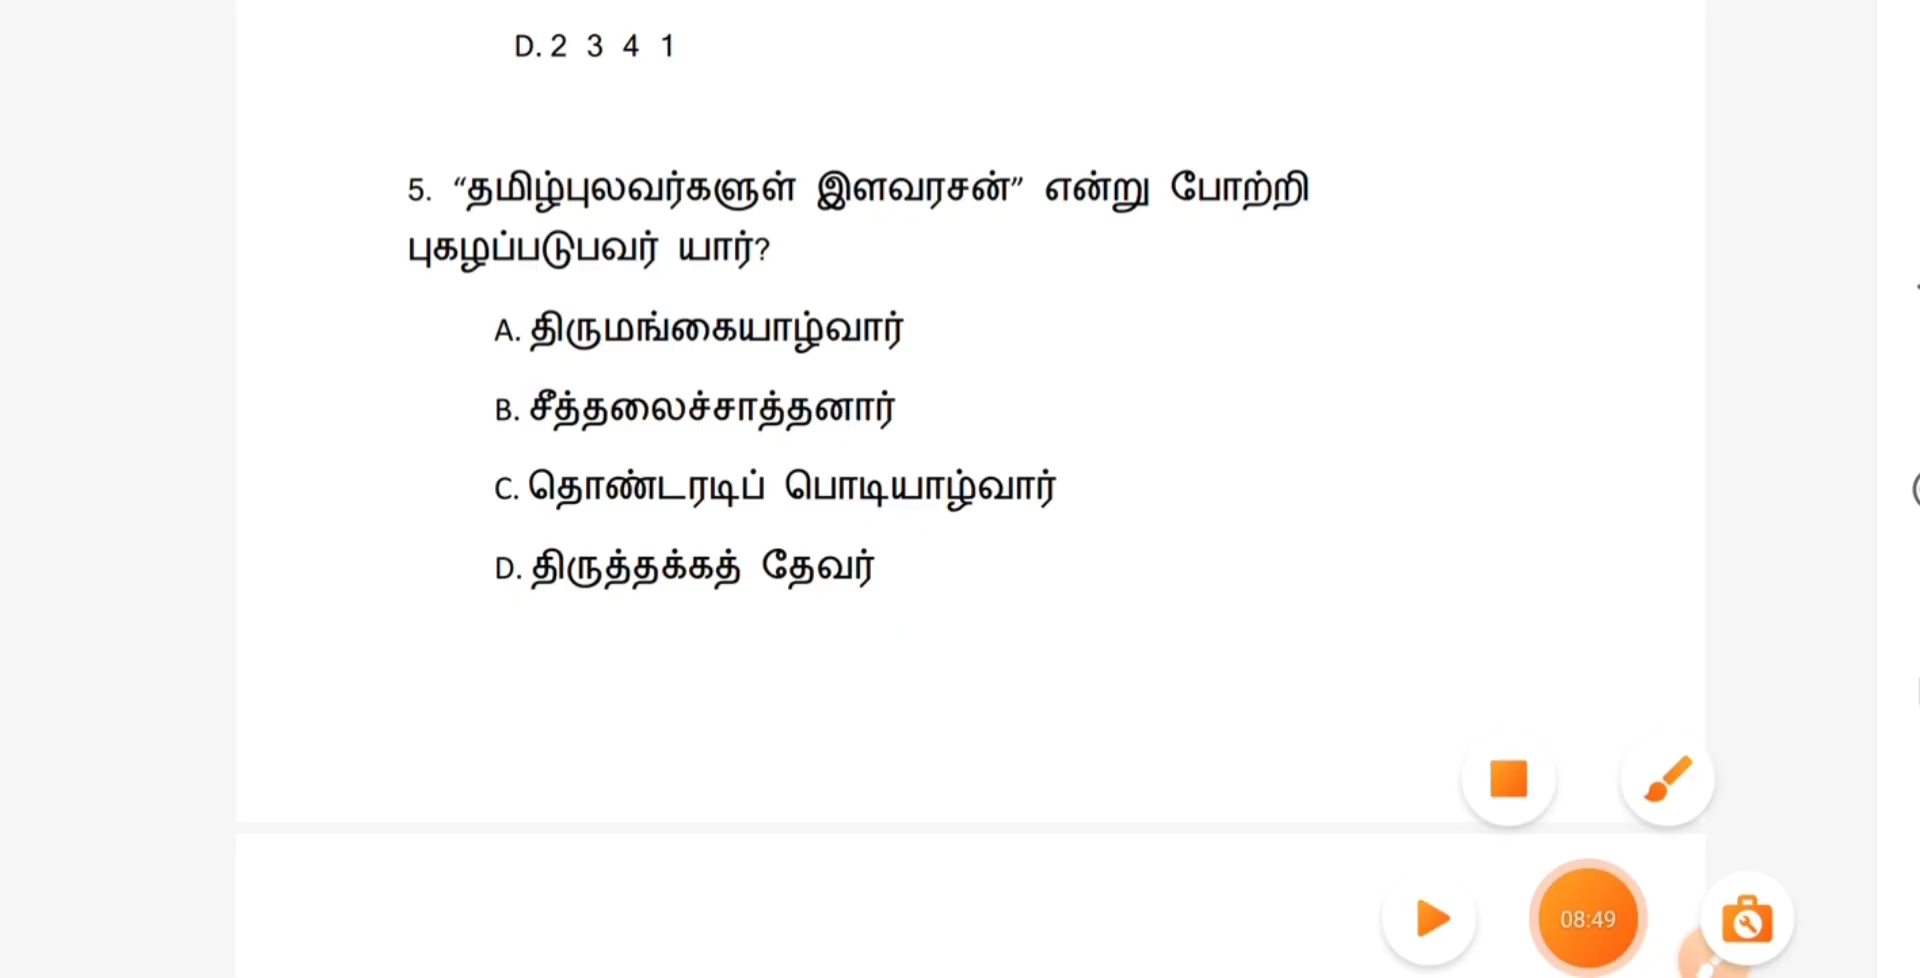 D. 2 3 4 1
5. “தமிழ்புலவர்களுள் இளவரசன்” என்று போற்றி
புகழப்படுபவர் யார்?
A. திருமங்கையாழ்வார்
B. சீத்தலைச்சாத்தனார்
C. தொண்டரடிப் பொடியாழ்வார்
D. திருத்தக்கத் தேவர்
08:49